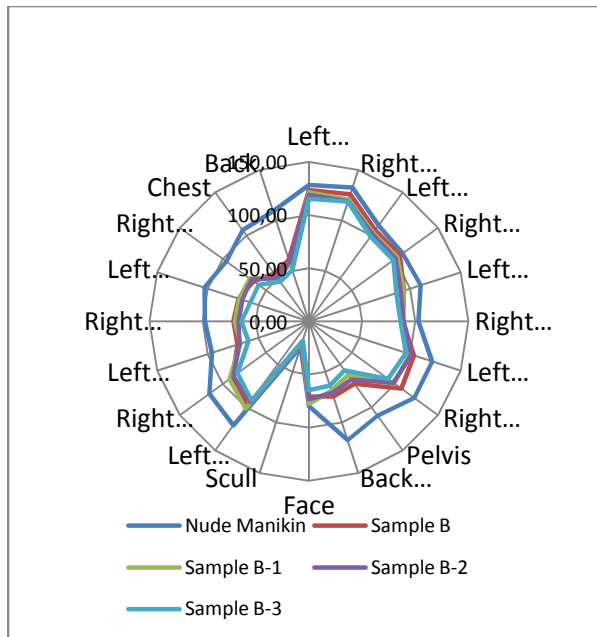 Left...
Right...
Left...
Right...
Left...
Right...
Left...
Right...
Pelvis
Back...
Face
Scull
Left...
Right...
Left...
Right...
Left...
Right...
Chest
Back
150,00
100,00
50,00
0,00
Nude Manikin
Sample B
Sample B-1
Sample B-2
Sample B-3